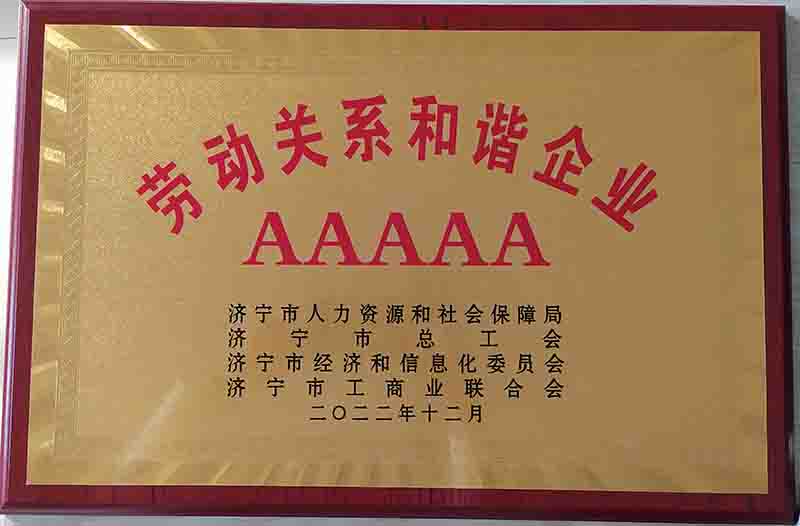 劳动关系和谐企业
AAAAA
济宁市人力资源和社会保障局
济宁市总工会
济宁市经济和信息化委员会
济宁市工商业联合会
二〇二二年十二月